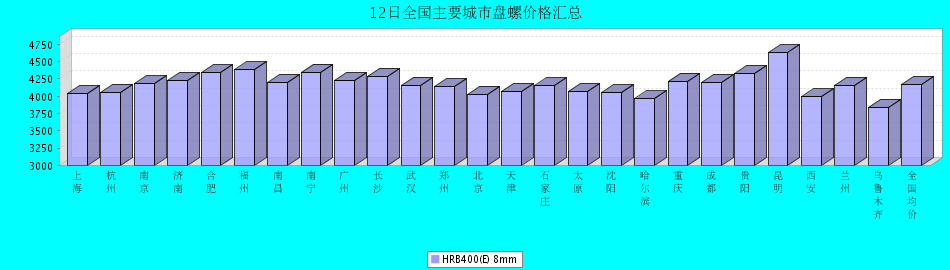 12日全国主要城市盘螺价格汇总
4750
4500
4250
4000
3750
3500
3250
3000
上海
杭州
南京
济南
合肥
福州
南昌
南宁
广州
长沙
武汉
郑州
北京
天津
石家庄
太原
沈阳
哈尔滨
重庆
成都
贵阳
昆明
西安
兰州
乌鲁木齐
全国均价
HRB400(E) 8mm